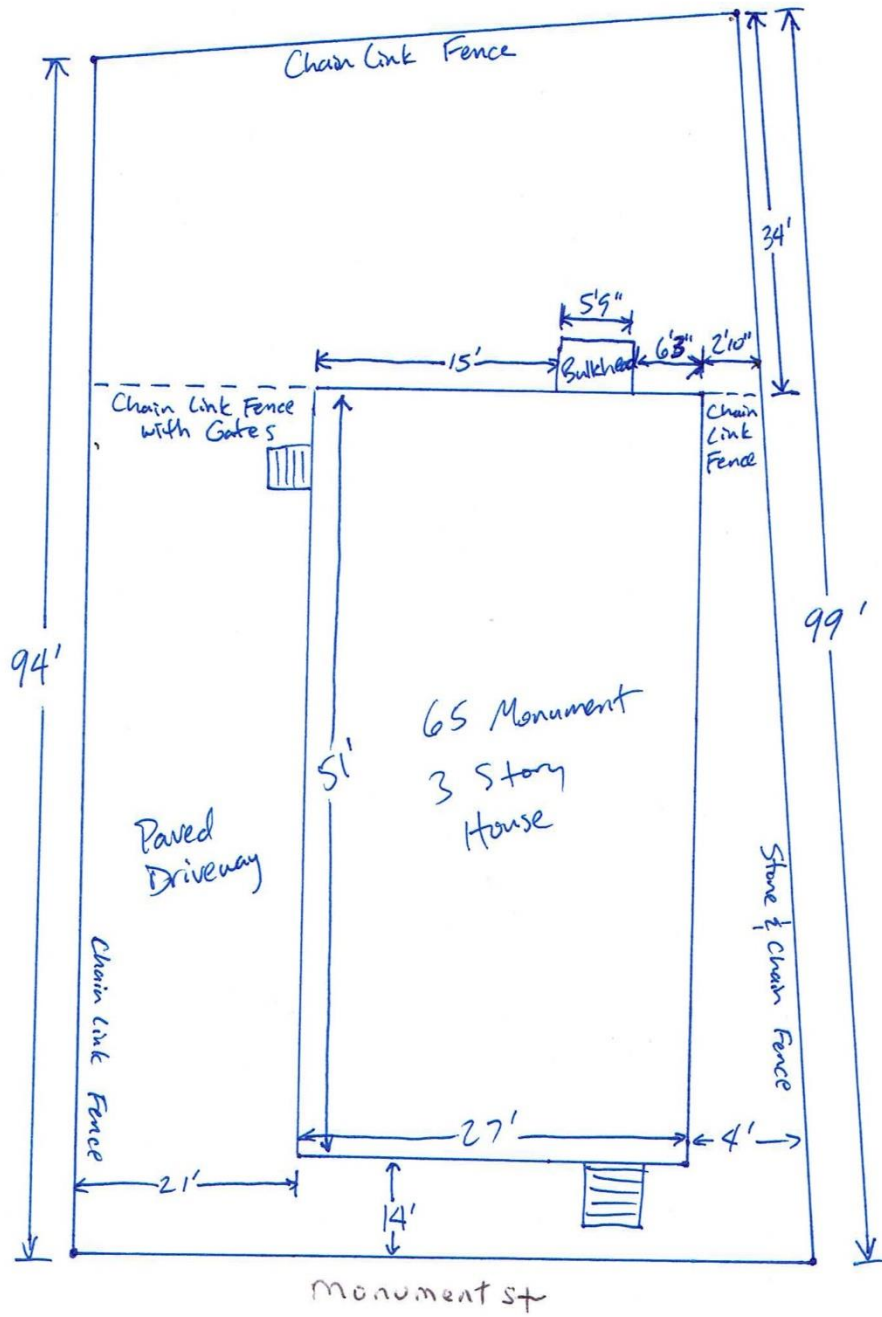 Chain Link Fence
34'
5'9"
15'
Bulkhead
6'3"
2'10"
Chain Link Fence
with Gates
Chain
Link
Fence
94'
99'
51'
65 Monument
3 Story
House
Paved
Driveway
Chain Link Fence
Stone & Chain Fence
27'
4'
21'
14'
Monument St